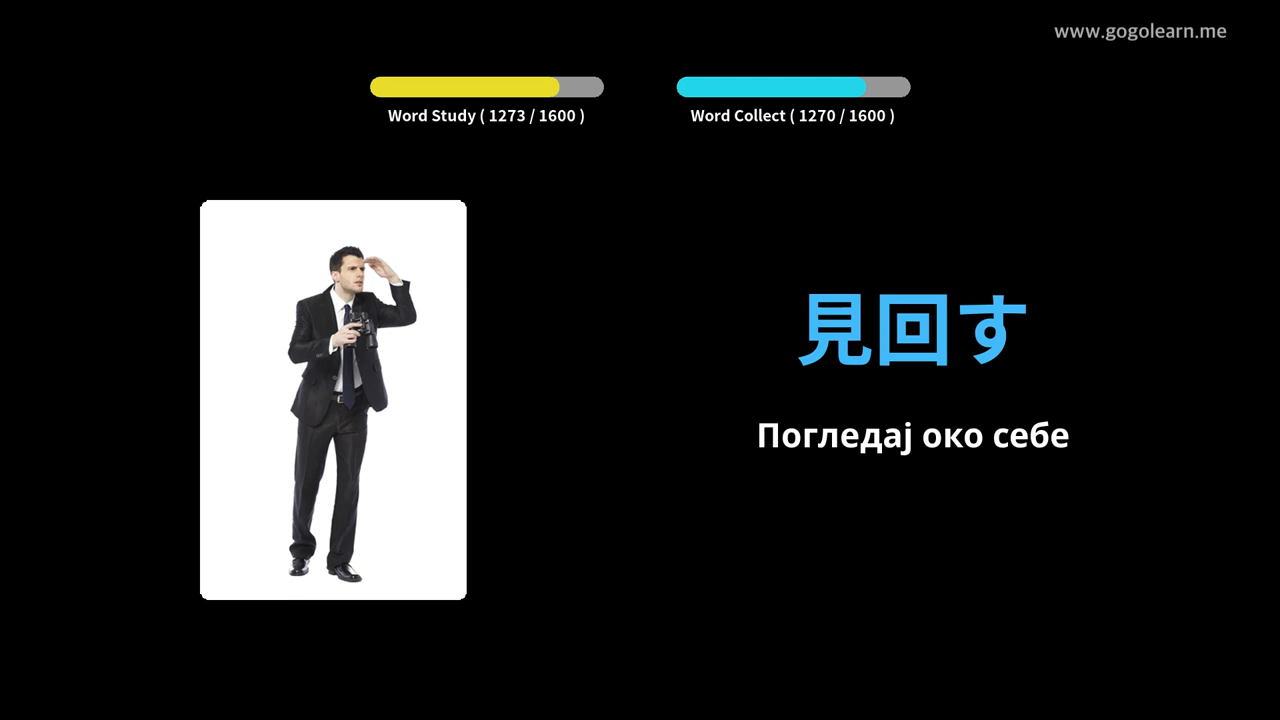 www.gogolearn.me
Word Study ( 1273 / 1600 )
Word Collect ( 1270 / 1600 )
見回す
Погледај око себе